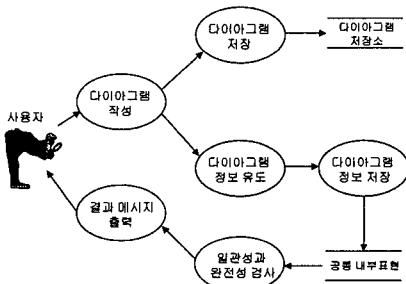 다이아그램
저장
다이아그램
저장소
사용자
다이아그램
작성
다이아그램
정보 유도
다이아그램
정보 저장
결과 메시지
출력
일관성과
완전성 검사
공통 내부표현